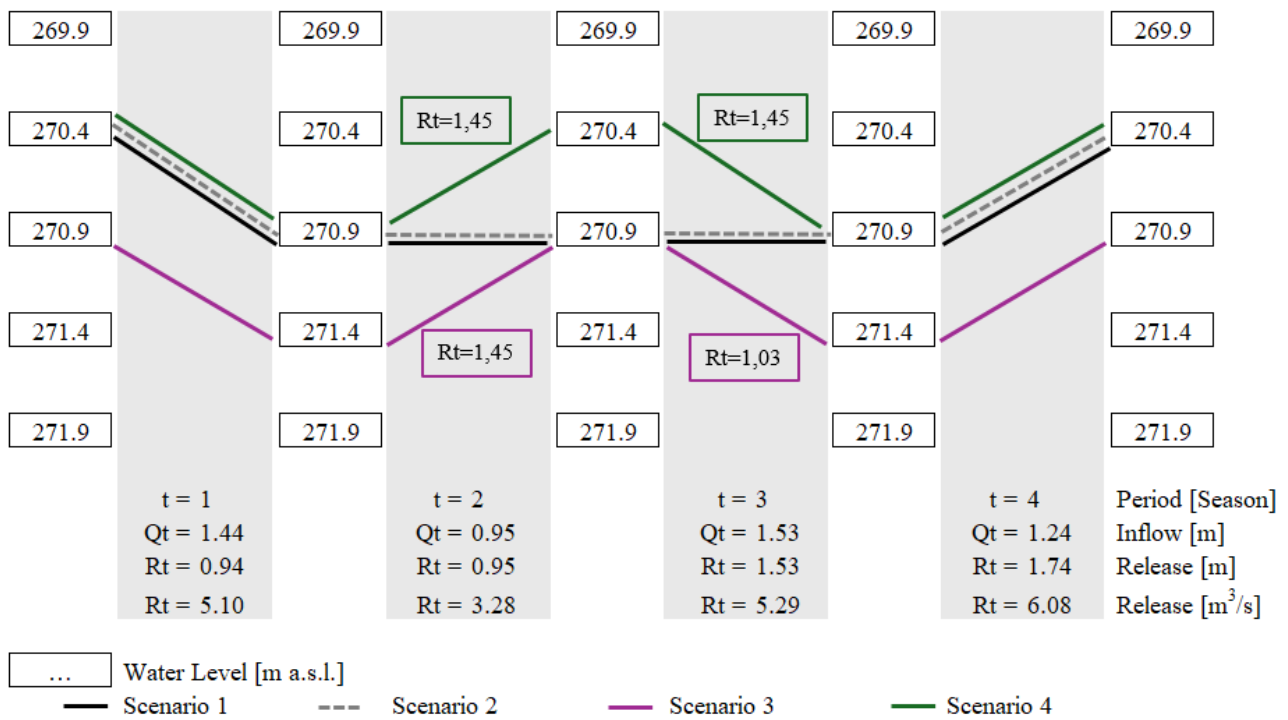 269.9 269.9 269.9 269.9 269.9
Rt=1,45 Rt=1,45
270.4 270.4 270.4 270.4 270.4
270.9 270.9 270.9 270.9 270.9
271.4 271.4 271.4 271.4 271.4
Rt=1,45 Rt=1,03
271.9 271.9 271.9 271.9 271.9
t = 1 t = 2 t = 3 t = 4 Period [Season]
Qt = 1.44 Qt = 0.95 Qt = 1.53 Qt = 1.24 Inflow [m]
Rt = 0.94 Rt = 0.95 Rt = 1.53 Rt = 1.74 Release [m]
Rt = 5.10 Rt = 3.28 Rt = 5.29 Rt = 6.08 Release [m³/s]
... Water Level [m a.s.l.]
Scenario 1 Scenario 2 Scenario 3 Scenario 4